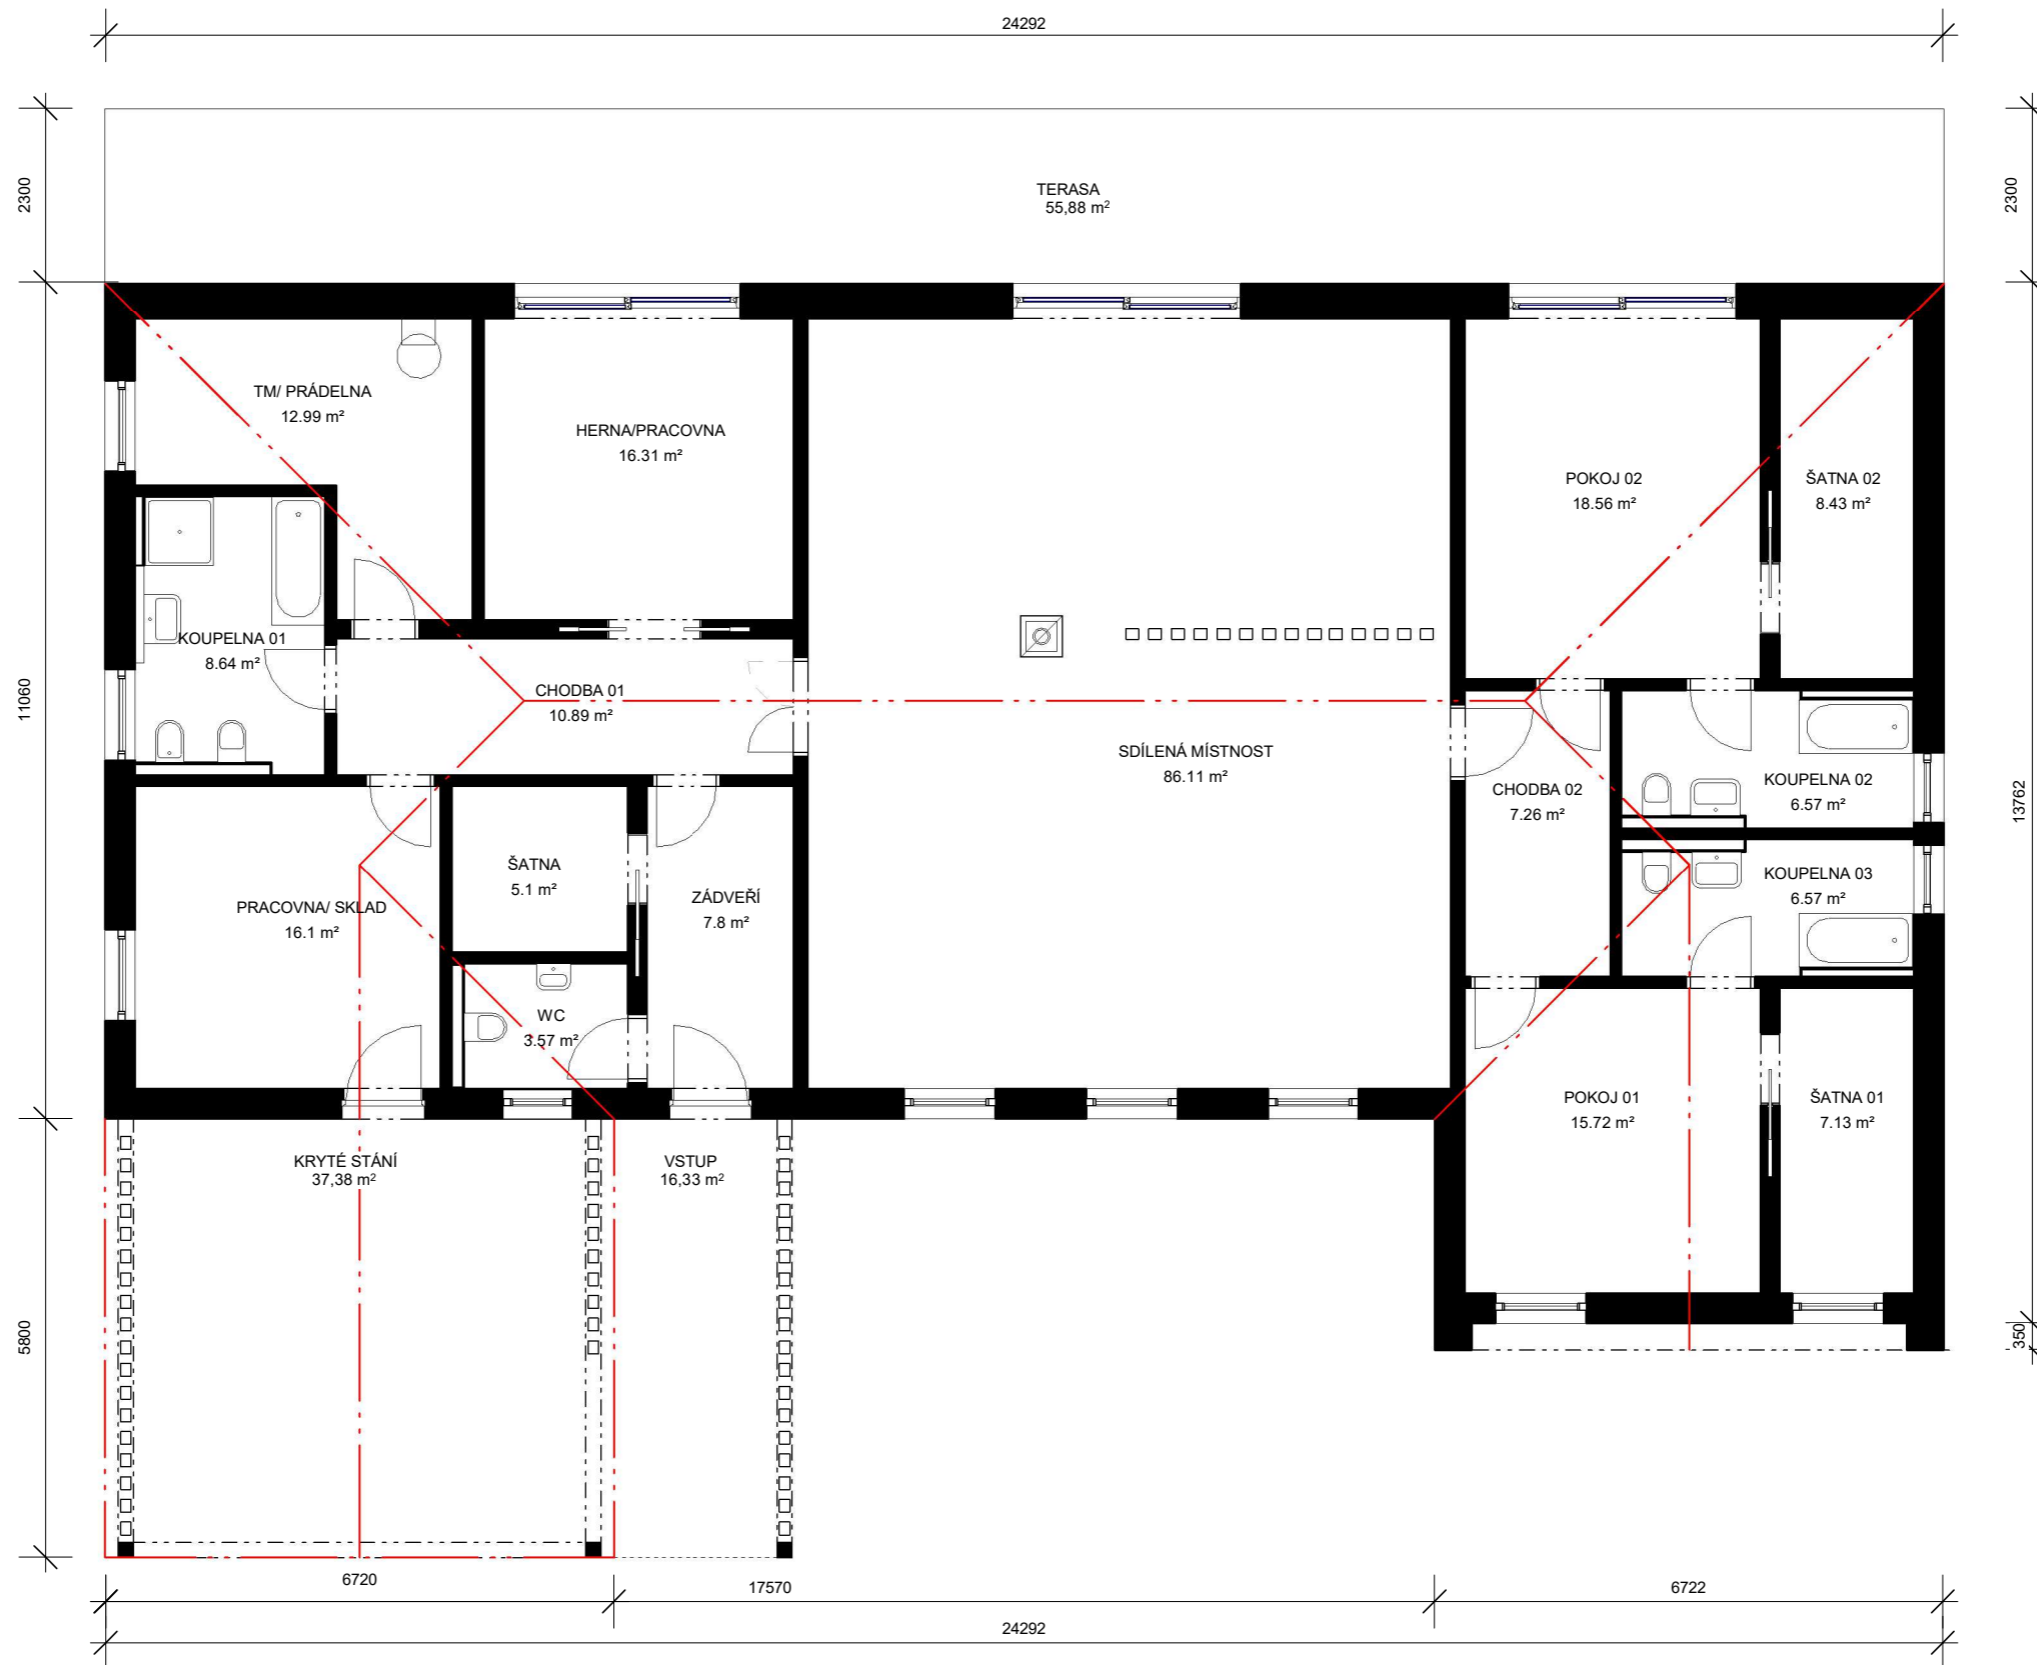 24292
2300
2300
TERASA
55,88 m²
TM/ PRÁDELNA
12.99 m²
HERNA/PRACOVNA
16.31 m²
POKOJ 02
18.56 m²
ŠATNA 02
8.43 m²
KOUPELNA 01
8.64 m²
11060
CHODBA 01
10.89 m²
SDÍLENÁ MÍSTNOST
86.11 m²
CHODBA 02
7.26 m²
KOUPELNA 02
6.57 m²
13762
ŠATNA
5.1 m²
ZÁDVEŘÍ
7.8 m²
PRACOVNA/ SKLAD
16.1 m²
KOUPELNA 03
6.57 m²
WC
3.57 m²
POKOJ 01
15.72 m²
ŠATNA 01
7.13 m²
KRYTÉ STÁNÍ
37,38 m²
VSTUP
16,33 m²
5800
350
6720
17570
6722
24292